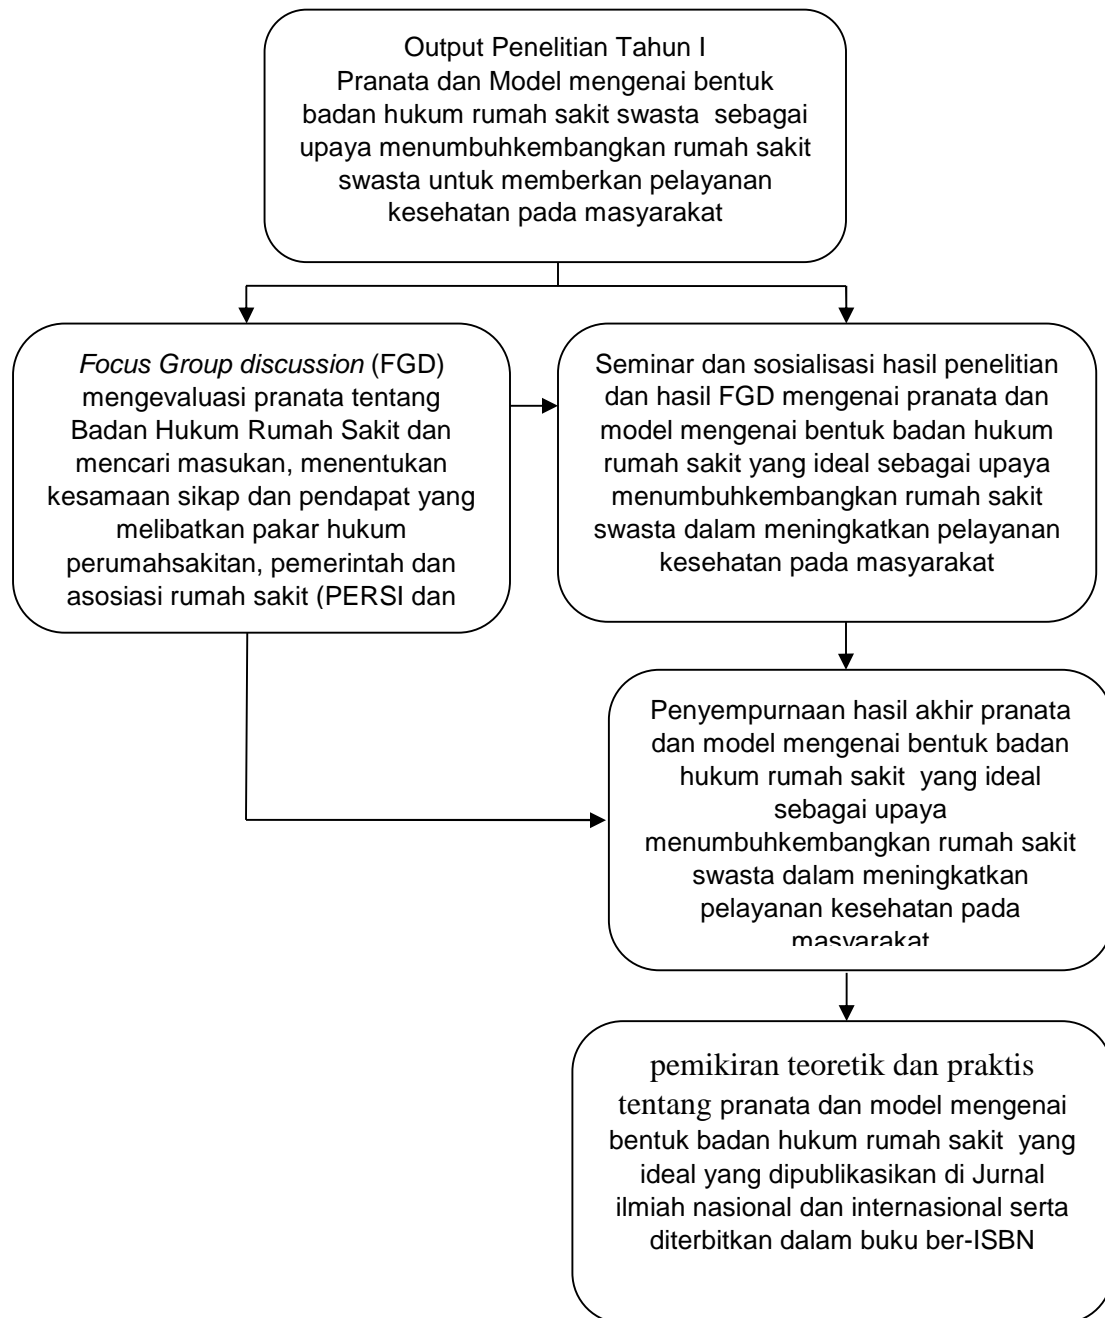 Output Penelitian Tahun I
Pranata dan Model mengenai bentuk
badan hukum rumah sakit swasta sebagai
upaya menumbuhkembangkan rumah sakit
swasta untuk memberkan pelayanan
kesehatan pada masyarakat
Focus Group discussion (FGD)
mengevaluasi pranata tentang
Badan Hukum Rumah Sakit dan
mencari masukan, menentukan
kesamaan sikap dan pendapat yang
melibatkan pakar hukum
perumahsakitan, pemerintah dan
asosiasi rumah sakit (PERSI dan
Seminar dan sosialisasi hasil penelitian
dan hasil FGD mengenai pranata dan
model mengenai bentuk badan hukum
rumah sakit yang ideal sebagai upaya
menumbuhkembangkan rumah sakit
swasta dalam meningkatkan pelayanan
kesehatan pada masyarakat
Penyempurnaan hasil akhir pranata
dan model mengenai bentuk badan
hukum rumah sakit yang ideal
sebagai upaya
menumbuhkembangkan rumah sakit
swasta dalam meningkatkan
pelayanan kesehatan pada
masyarakat
pemikiran teoretik dan praktis
tentang pranata dan model mengenai
bentuk badan hukum rumah sakit yang
ideal yang dipublikasikan di Jurnal
ilmiah nasional dan internasional serta
diterbitkan dalam buku ber-ISBN